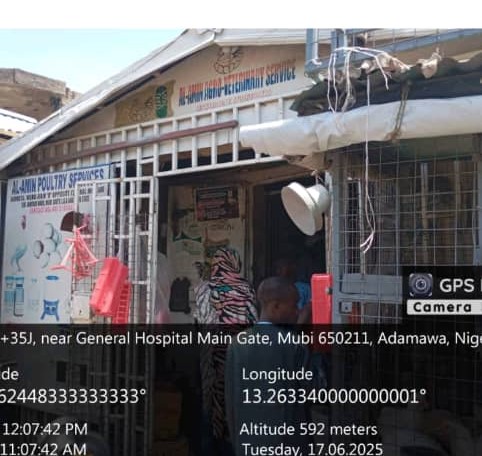 AL-AMIN AGRO-VETERINARY SERVICE
AL-AMIN POULTRY SERVICES
GPS
Camera
+35J, near General Hospital Main Gate, Mubi 650211, Adamawa, Nige
de
Longitude
62448333333333°
13.263340000000001°
12:07:42 PM
Altitude 592 meters
11:07:42 AM
Tuesday, 17.06.2025